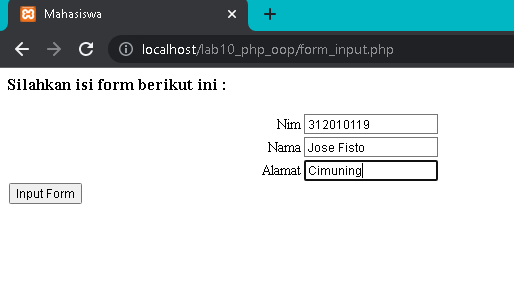 Mahasiswa
localhost/lab10_php_oop/form_input.php
Silahkan isi form berikut ini :
Nim 312010119
Nama Jose Fisto
Alamat Cimuning
Input Form